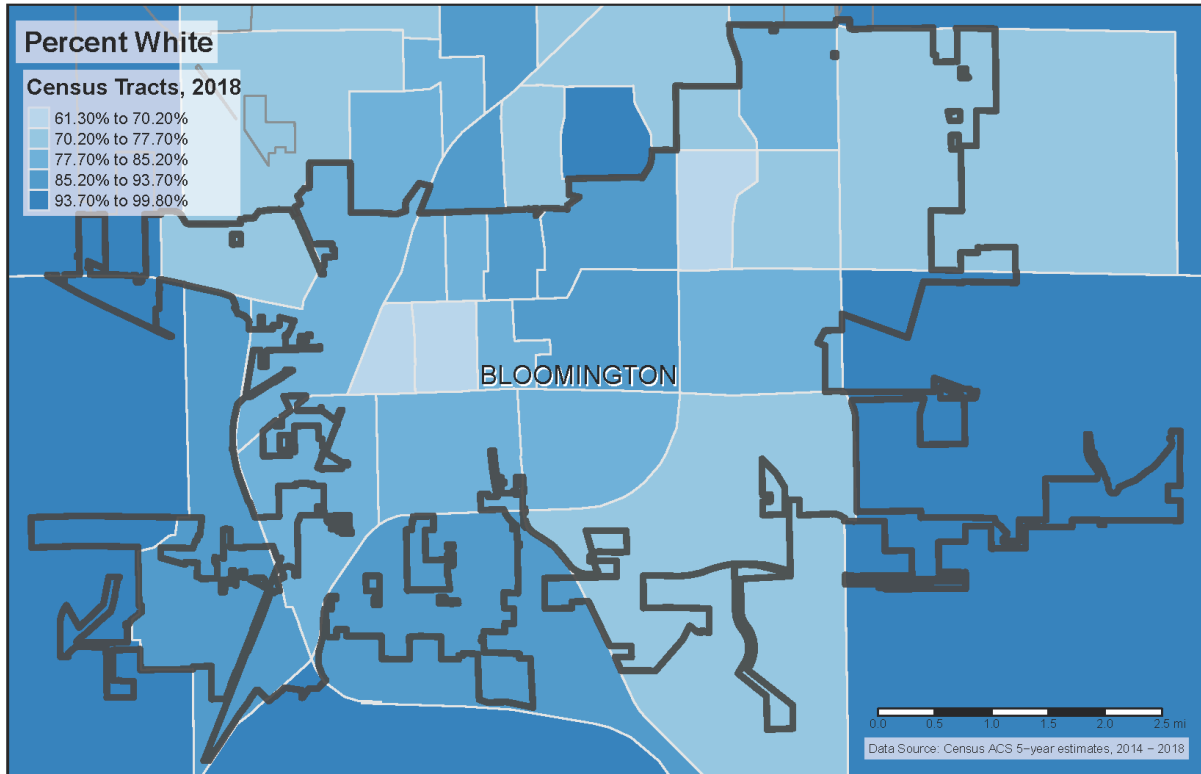 Percent White
Census Tracts, 2018
61.30% to 70.20%
70.20% to 77.70%
77.70% to 85.20%
85.20% to 93.70%
93.70% to 99.80%
BLOOMINGTON
0.0 0.5 1.0 1.5 2.0 2.5 mi
Data Source: Census ACS 5−year estimates, 2014 − 2018